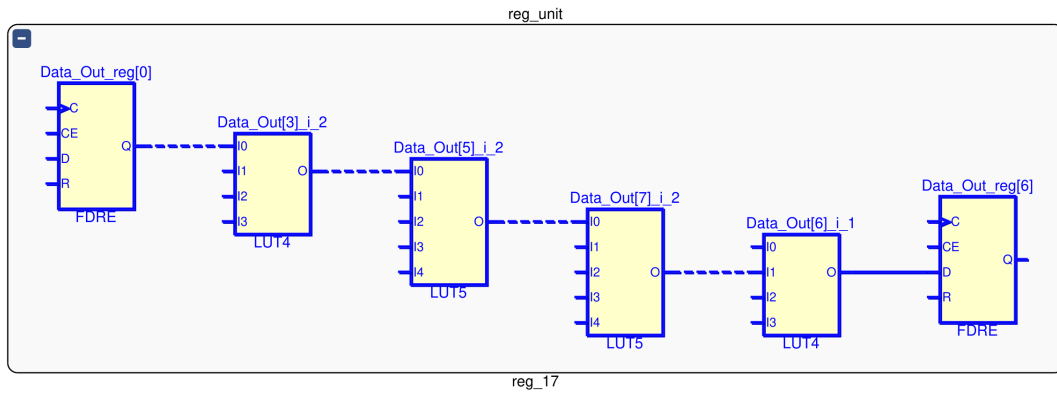 reg_unit
Data_Out_reg[0]
C
CE
D
R
Q
FDRE
Data_Out[3]_i_2
I0
I1
I2
I3
O
LUT4
Data_Out[5]_i_2
I0
I1
I2
I3
I4
O
LUT5
Data_Out[7]_i_2
I0
I1
I2
I3
I4
O
LUT5
Data_Out[6]_i_1
I0
I1
I2
I3
O
LUT4
Data_Out_reg[6]
C
CE
D
R
Q
FDRE
reg_17